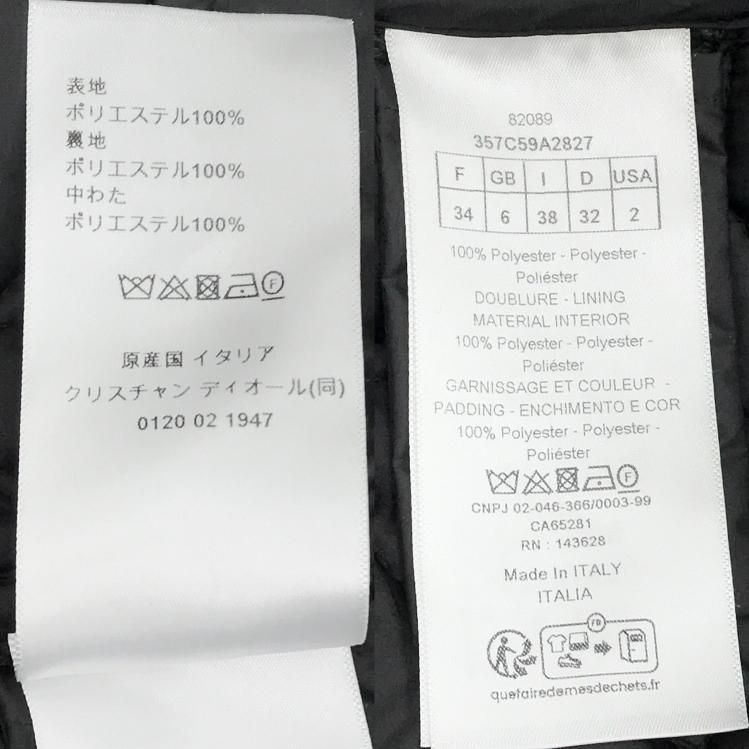 表地
ポリエステル100%
裏地
ポリエステル100%
中わた
ポリエステル100%
F
原産国 イタリア
クリスチャン ディオール(同)
0120 02 1947
82089
357C59A2827
F GB I D USA
34 6 38 32 2
100% Polyester - Polyester -
Poliéster
DOUBLURE - LINING
MATERIAL INTERIOR
100% Polyester - Polyester -
Poliéster
GARNISSAGE ET COULEUR -
PADDING - ENCHIMENTO E COR
100% Polyester - Polyester -
Poliéster
F
CNPJ 02-046-366/0003-99
CA65281
RN : 143628
Made In ITALY
ITALIA
FR
quefairedemesdechets.fr